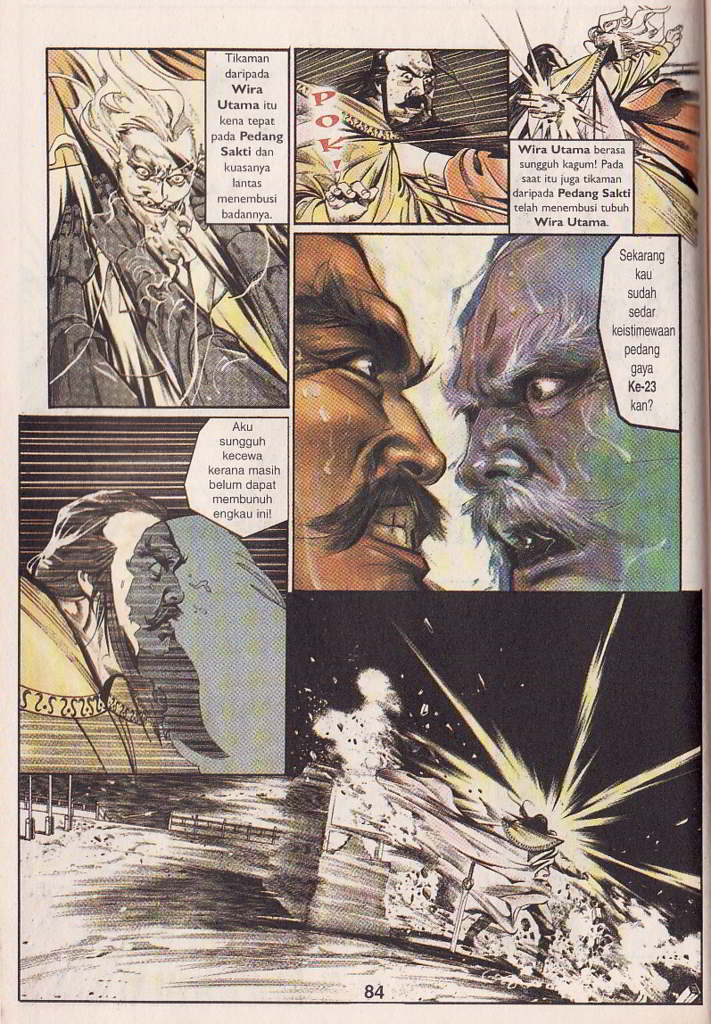 Tikaman
daripada
Wira
Utama itu
kena tepat
pada Pedang
Sakti dan
kuasanya
lantas
menembusi
badannya.
POK!
Wira Utama berasa
sungguh kagum! Pada
saat itu juga tikaman
daripada Pedang Sakti
telah menembusi tubuh
Wira Utama.
Sekarang
kau
sudah
sedar
keistimewaan
pedang
gaya
Ke-23
kan?
Aku
sungguh
kecewa
kerana masih
belum dapat
membunuh
engkau ini!
84